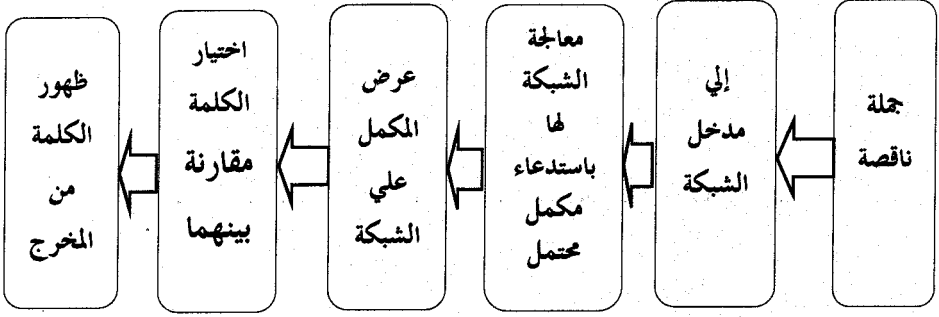 جملة
ناقصة
إلي
مدخل
الشبكة
معالجة
الشبكة
لها
باستدعاء
مكمل
محتمل
عرض
المكمل
علي
الشبكة
اختيار
الكلمة
مقارنة
بينهما
ظهور
الكلمة
من
المخرج